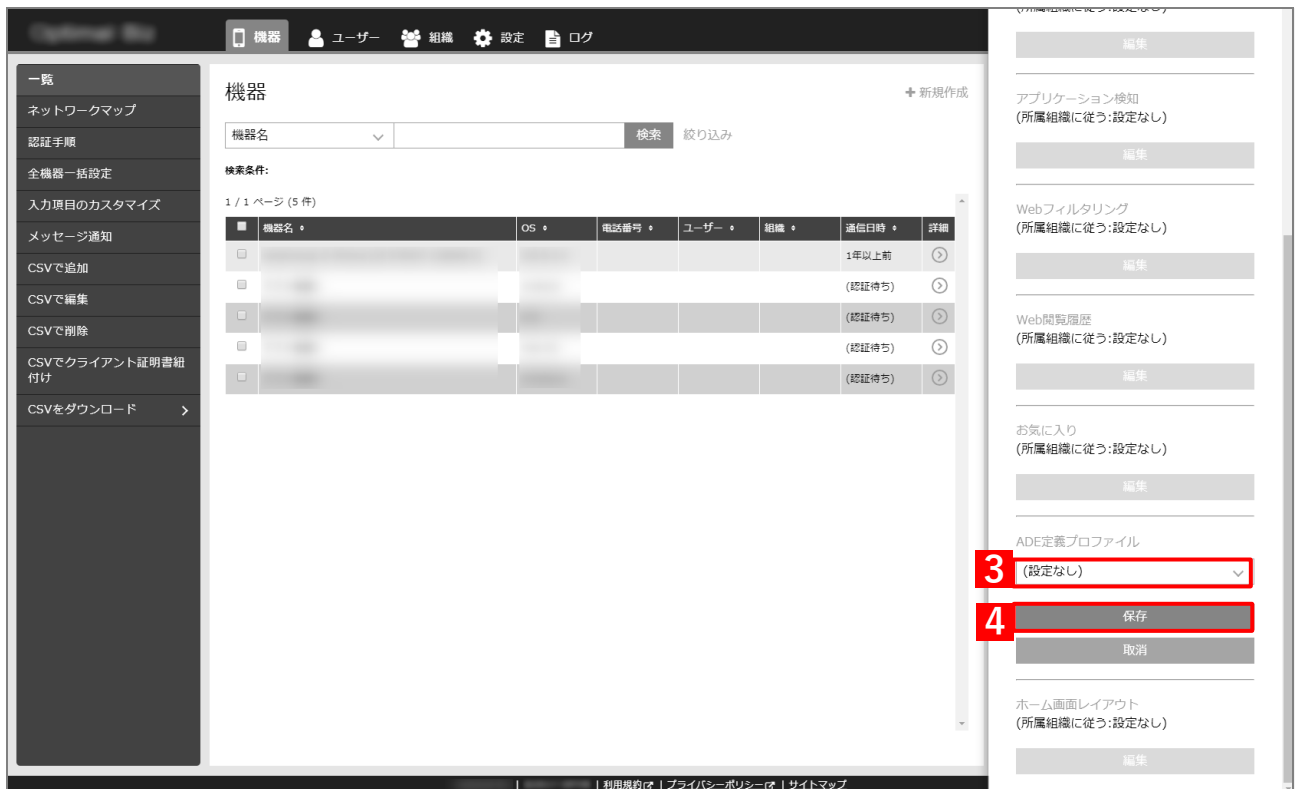 機器
ユーザー
組織
設定
ログ
一覧
ネットワークマップ
認証手順
全機器一括設定
入力項目のカスタマイズ
メッセージ通知
CSVで追加
CSVで編集
CSVで削除
CSVでクライアント証明書紐
付け
CSVをダウンロード
機器
+ 新規作成
機器名
検索
絞り込み
検索条件:
1 / 1 ページ (5 件)
機器名 OS 電話番号 ユーザー 組織 通信日時 詳細
1年以上前
(認証待ち)
(認証待ち)
(認証待ち)
(認証待ち)
(所属組織に従う:設定なし)
編集
アプリケーション検知
(所属組織に従う:設定なし)
編集
Webフィルタリング
(所属組織に従う:設定なし)
編集
Web閲覧履歴
(所属組織に従う:設定なし)
編集
お気に入り
(所属組織に従う:設定なし)
編集
ADE定義プロファイル
3
(設定なし)
4
保存
取消
ホーム画面レイアウト
(所属組織に従う:設定なし)
編集
| | 利用規約 | プライバシーポリシー | サイトマップ